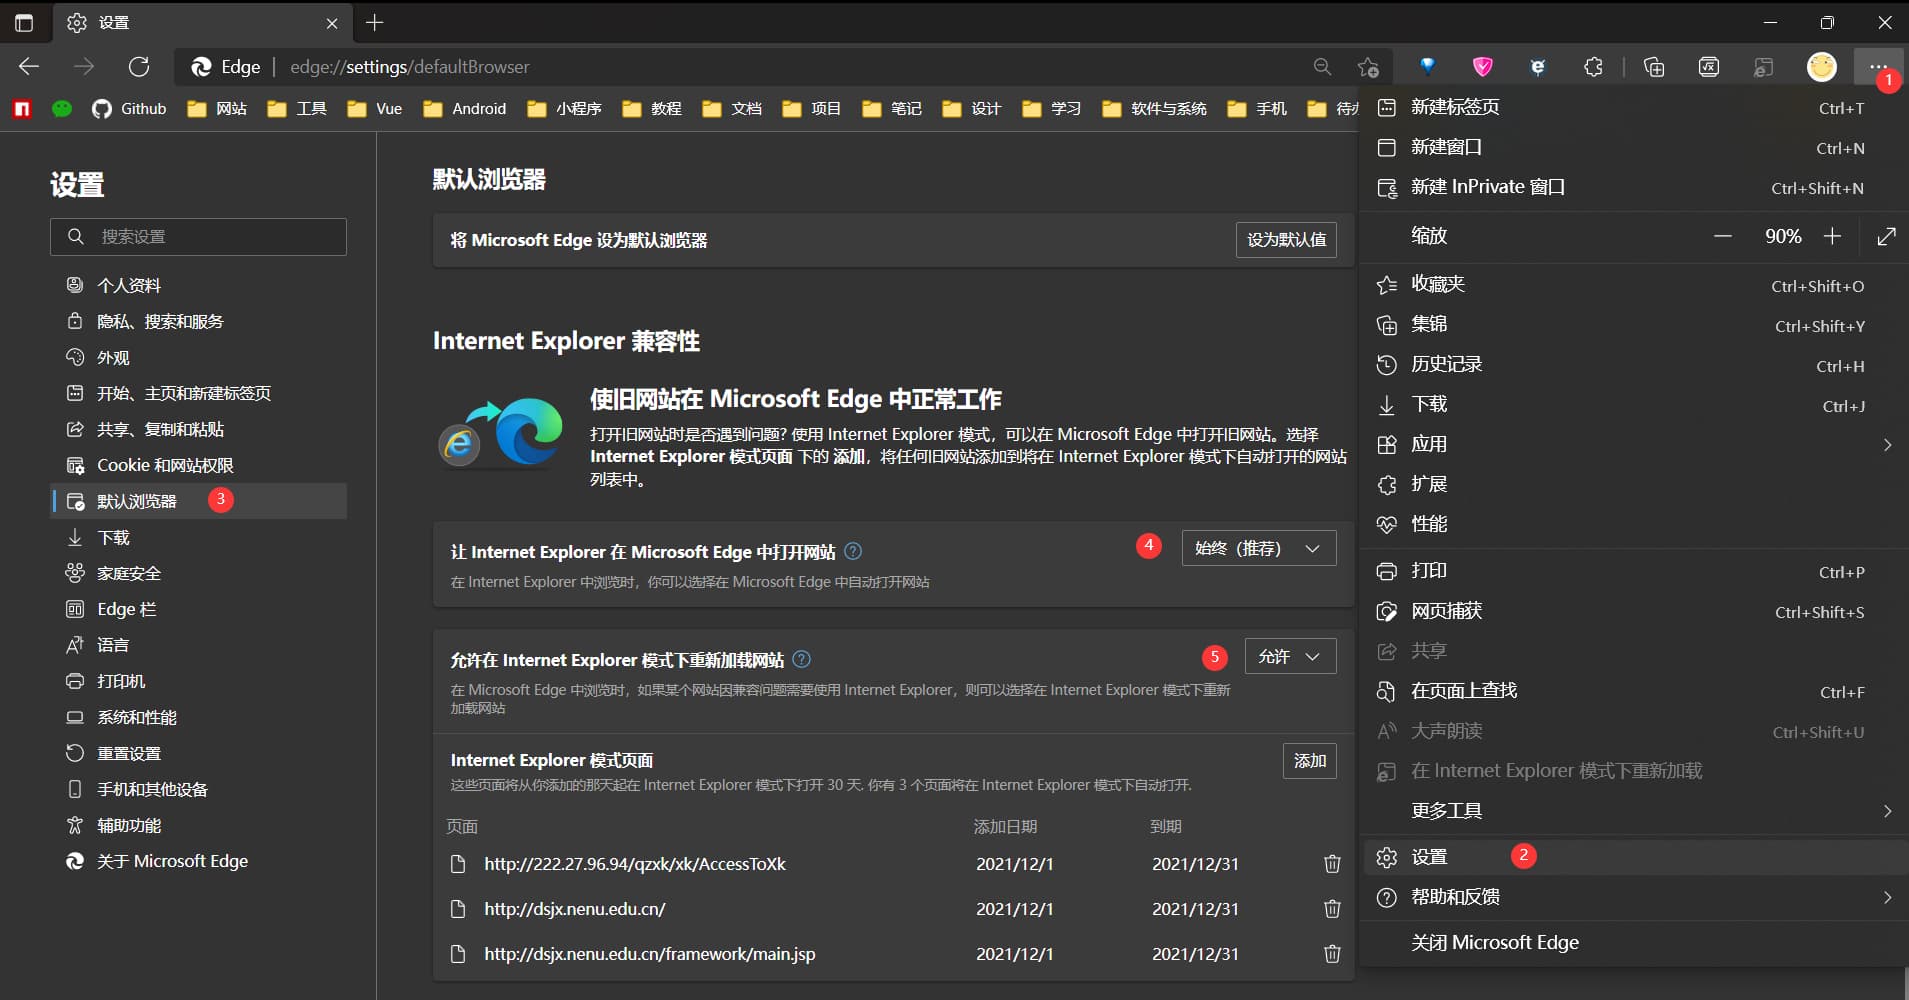 设置
Edge
edge://settings/defaultBrowser
1
Github
网站
工具
Vue
Android
小程序
教程
文档
项目
笔记
设计
学习
软件与系统
手机
设置
搜索设置
个人资料
隐私、搜索和服务
外观
开始、主页和新建标签页
共享、复制和粘贴
Cookie 和网站权限
默认浏览器
3
下载
家庭安全
Edge 栏
语言
打印机
系统和性能
重置设置
手机和其他设备
辅助功能
关于 Microsoft Edge
默认浏览器
将 Microsoft Edge 设为默认浏览器
设为默认值
Internet Explorer 兼容性
使旧网站在 Microsoft Edge 中正常工作
打开旧网站时是否遇到问题? 使用 Internet Explorer 模式，可以在 Microsoft Edge 中打开旧网站。选择
Internet Explorer 模式页面 下的 添加，将任何旧网站添加到将在 Internet Explorer 模式下自动打开的网站
列表中。
让 Internet Explorer 在 Microsoft Edge 中打开网站
4
始终（推荐）
在 Internet Explorer 中浏览时，你可以选择在 Microsoft Edge 中自动打开网站
允许在 Internet Explorer 模式下重新加载网站
5
允许
在 Microsoft Edge 中浏览时，如果某个网站因兼容问题需要使用 Internet Explorer，则可以选择在 Internet Explorer 模式下重新
加载网站
Internet Explorer 模式页面
添加
这些页面将从你添加的那天起在 Internet Explorer 模式下打开 30 天. 你有 3 个页面将在 Internet Explorer 模式下自动打开.
页面 添加日期 到期
http://222.27.96.94/qzxk/xk/AccessToXk 2021/12/1 2021/12/31
http://dsjx.nenu.edu.cn/ 2021/12/1 2021/12/31
http://dsjx.nenu.edu.cn/framework/main.jsp 2021/12/1 2021/12/31
新建标签页 Ctrl+T
新建窗口 Ctrl+N
新建 InPrivate 窗口 Ctrl+Shift+N
缩放 90%
收藏夹 Ctrl+Shift+O
集锦 Ctrl+Shift+Y
历史记录 Ctrl+H
下载 Ctrl+J
应用
扩展
性能
打印 Ctrl+P
网页捕获 Ctrl+Shift+S
共享
在页面上查找 Ctrl+F
大声朗读 Ctrl+Shift+U
在 Internet Explorer 模式下重新加载
更多工具
设置 2
帮助和反馈
关闭 Microsoft Edge